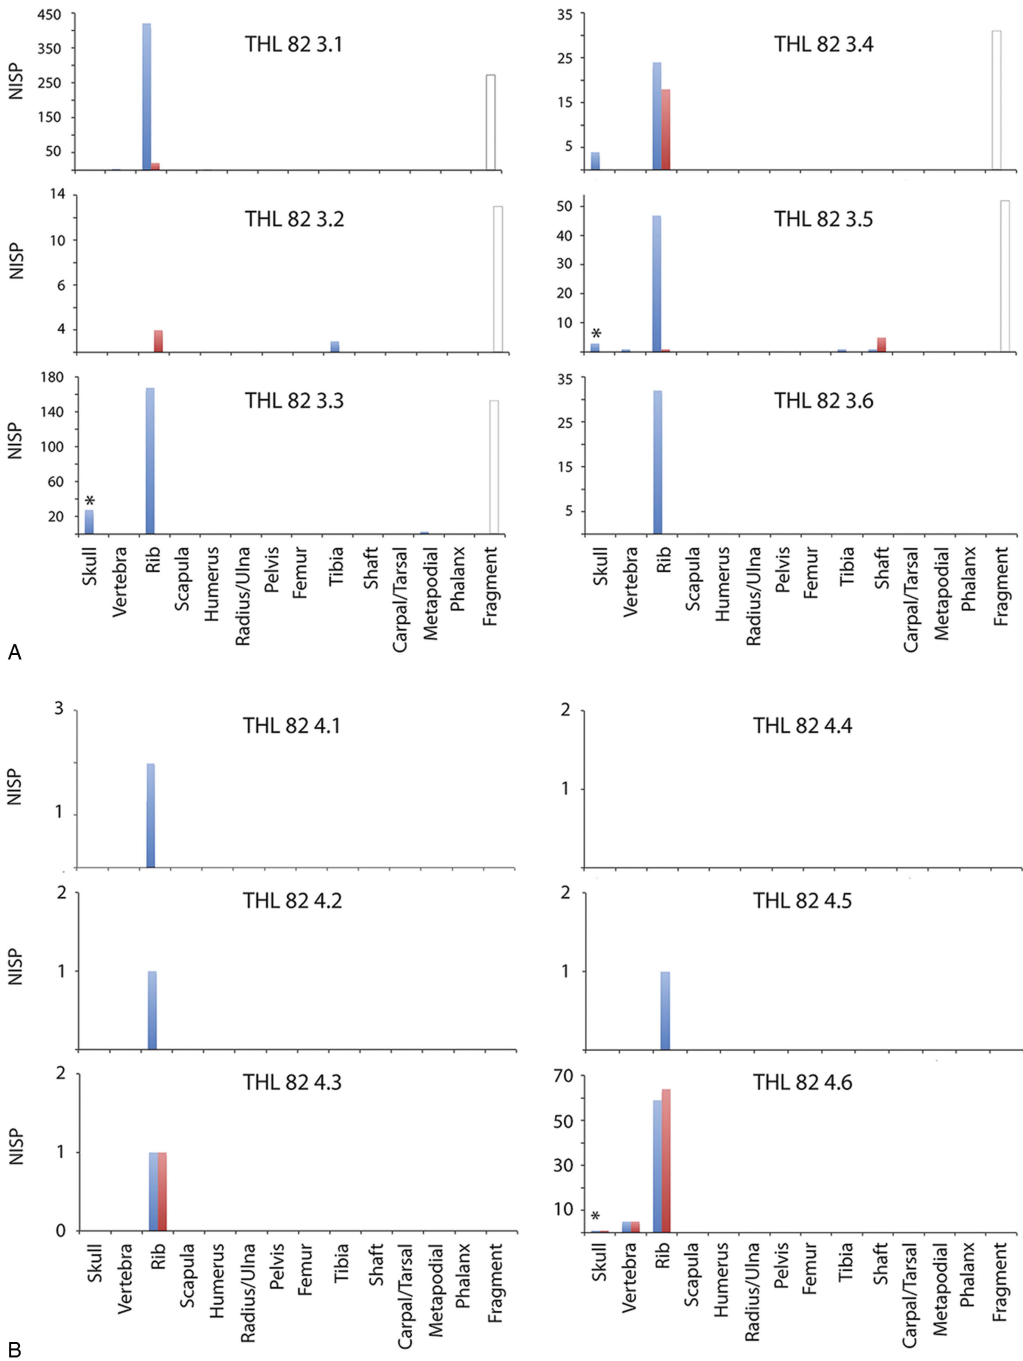 THL 82 3.1
NISP
450
350
250
150
50
THL 82 3.4
35
25
15
5
THL 82 3.2
NISP
14
10
6
4
THL 82 3.5
50
40
30
20
10
*
THL 82 3.3
NISP
180
140
100
60
20
*
Skull
Vertebra
Rib
Scapula
Humerus
Radius/Ulna
Pelvis
Femur
Tibia
Shaft
Carpal/Tarsal
Metapodial
Phalanx
Fragment
THL 82 3.6
35
25
15
5
Skull
Vertebra
Rib
Scapula
Humerus
Radius/Ulna
Pelvis
Femur
Tibia
Shaft
Carpal/Tarsal
Metapodial
Phalanx
Fragment
A
THL 82 4.1
NISP
3
1
THL 82 4.4
2
1
THL 82 4.2
NISP
2
1
THL 82 4.5
2
1
THL 82 4.3
NISP
2
1
0
Skull
Vertebra
Rib
Scapula
Humerus
Radius/Ulna
Pelvis
Femur
Tibia
Shaft
Carpal/Tarsal
Metapodial
Phalanx
Fragment
THL 82 4.6
70
50
30
10
*
Skull
Vertebra
Rib
Scapula
Humerus
Radius/Ulna
Pelvis
Femur
Tibia
Shaft
Carpal/Tarsal
Metapodial
Phalanx
Fragment
B